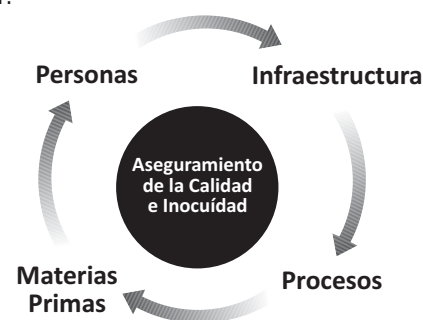 Personas
Infraestructura
Aseguramiento
de la Calidad
e Inocuídad
Materias
Primas
Procesos